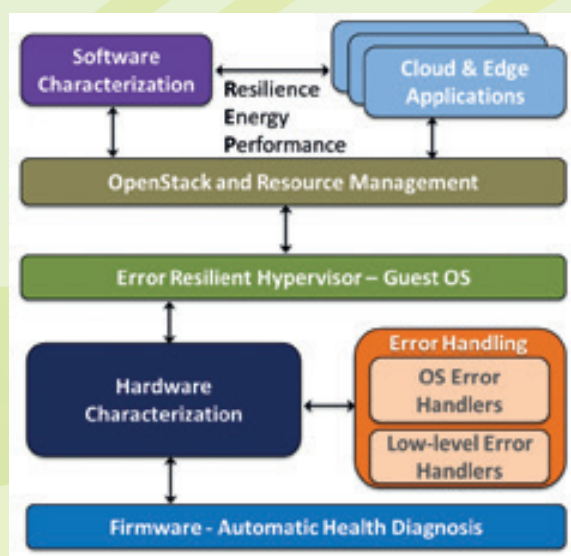 Software
Characterization
Cloud & Edge
Applications
Resilience
Energy
Performance
OpenStack and Resource Management
Error Resilient Hypervisor – Guest OS
Hardware
Characterization
Error Handling
OS Error
Handlers
Low-level Error
Handlers
Firmware - Automatic Health Diagnosis